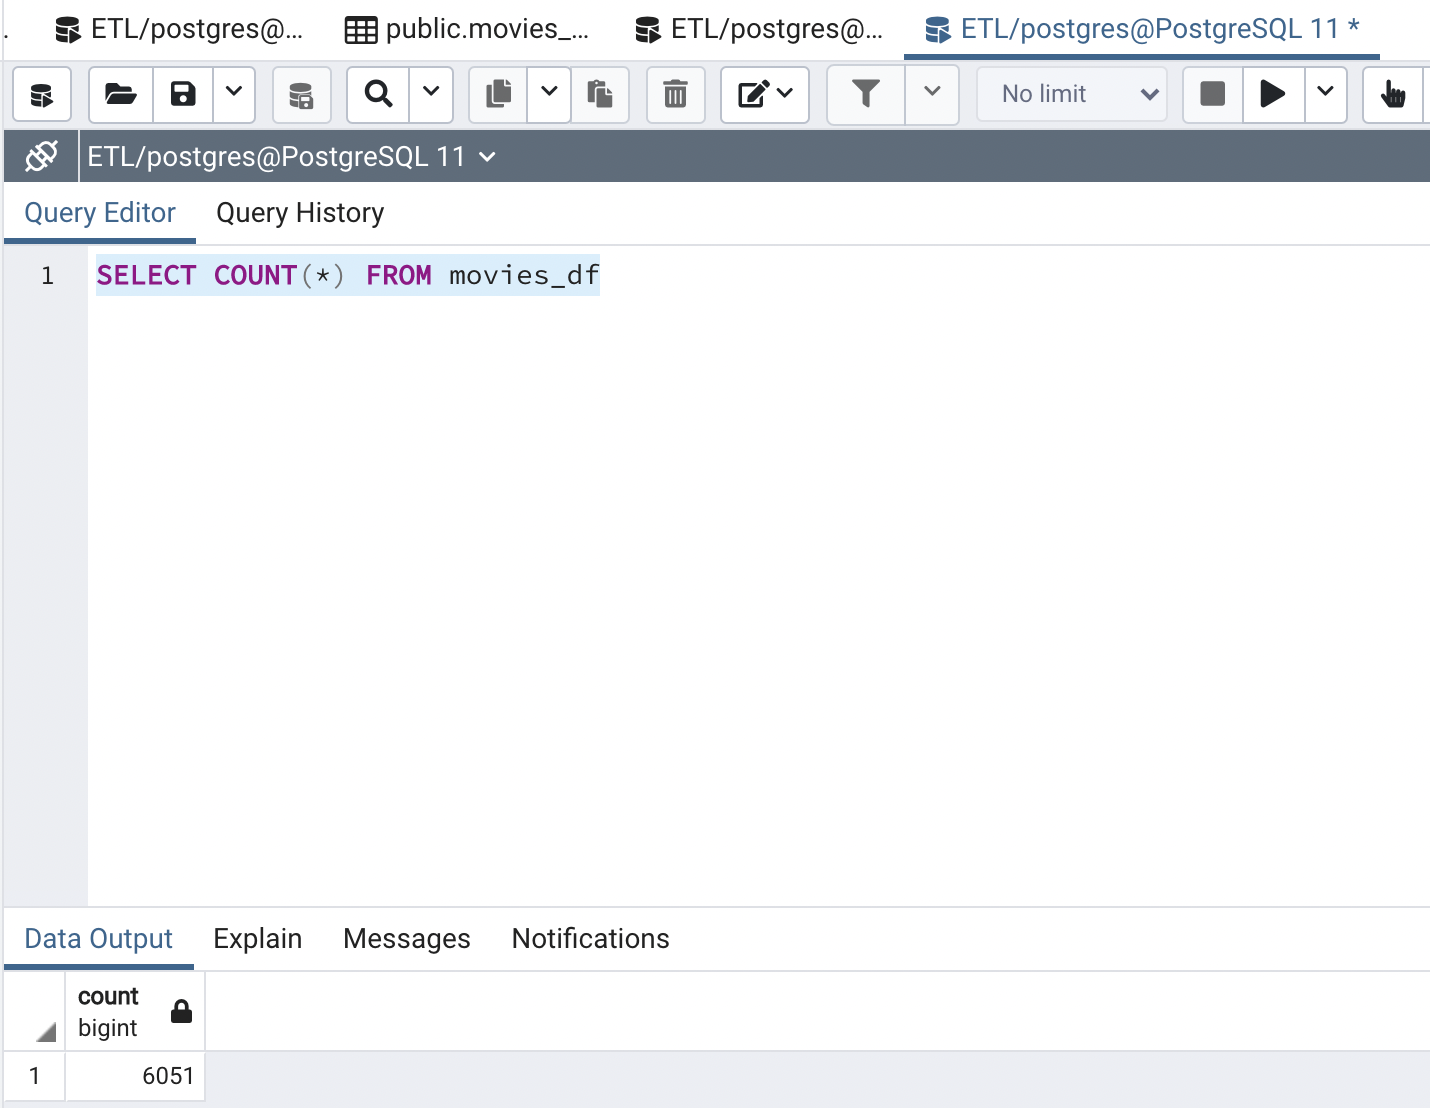 . ETL/postgres@... public.movies_... ETL/postgres@... ETL/postgres@PostgreSQL 11 *
No limit
ETL/postgres@PostgreSQL 11
Query Editor Query History
1 SELECT COUNT(*) FROM movies_df
Data Output Explain Messages Notifications
count
bigint
1 6051